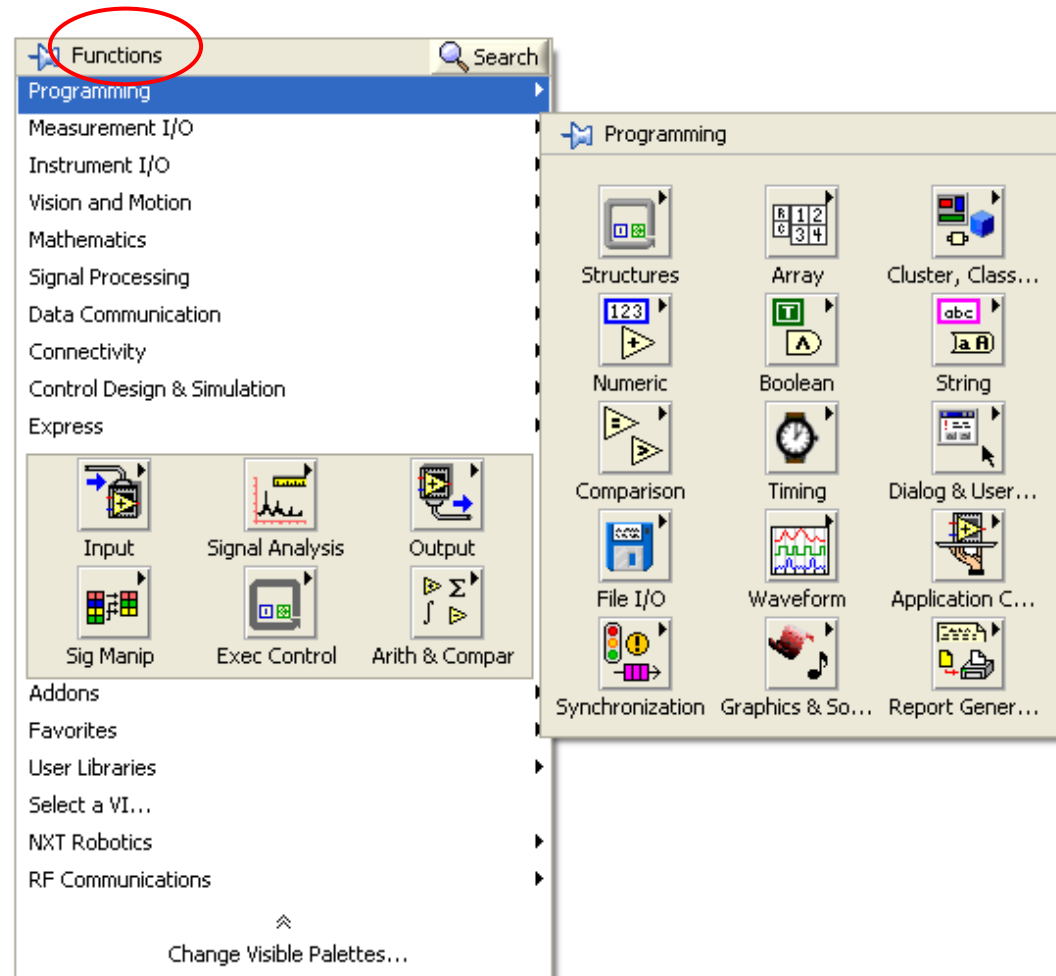 Functions Search
Programming
Measurement I/O
Instrument I/O
Vision and Motion
Mathematics
Signal Processing
Data Communication
Connectivity
Control Design & Simulation
Express
Input Signal Analysis Output
Sig Manip Exec Control Arith & Compar
Addons
Favorites
User Libraries
Select a VI...
NXT Robotics
RF Communications
Change Visible Palettes...
Programming
Structures Array Cluster, Class...
123 T abc
Numeric Boolean String
Comparison Timing Dialog & User...
File I/O Waveform Application C...
Synchronization Graphics & So... Report Gener...